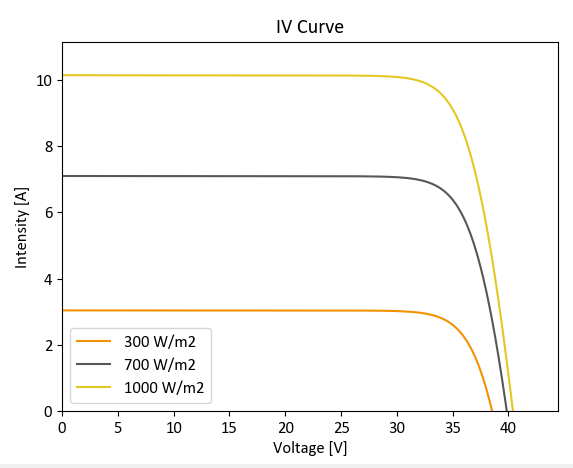 IV Curve
Intensity [A]
10
8
6
4
2
0
300 W/m2
700 W/m2
1000 W/m2
0 5 10 15 20 25 30 35 40
Voltage [V]